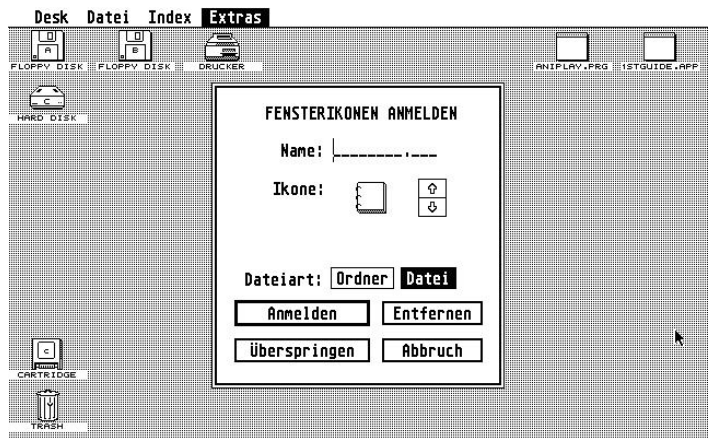 Desk Datei Index Extras
A B
FLOPPY DISK FLOPPY DISK DRUCKER ANIPLAY.PRG 1STGUIDE.APP
C
HARD DISK
FENSTERIKONEN ANMELDEN
Name: ________.___
Ikone:
Dateiart: Ordner Datei
Anmelden Entfernen
Überspringen Abbruch
C
CARTRIDGE
TRASH